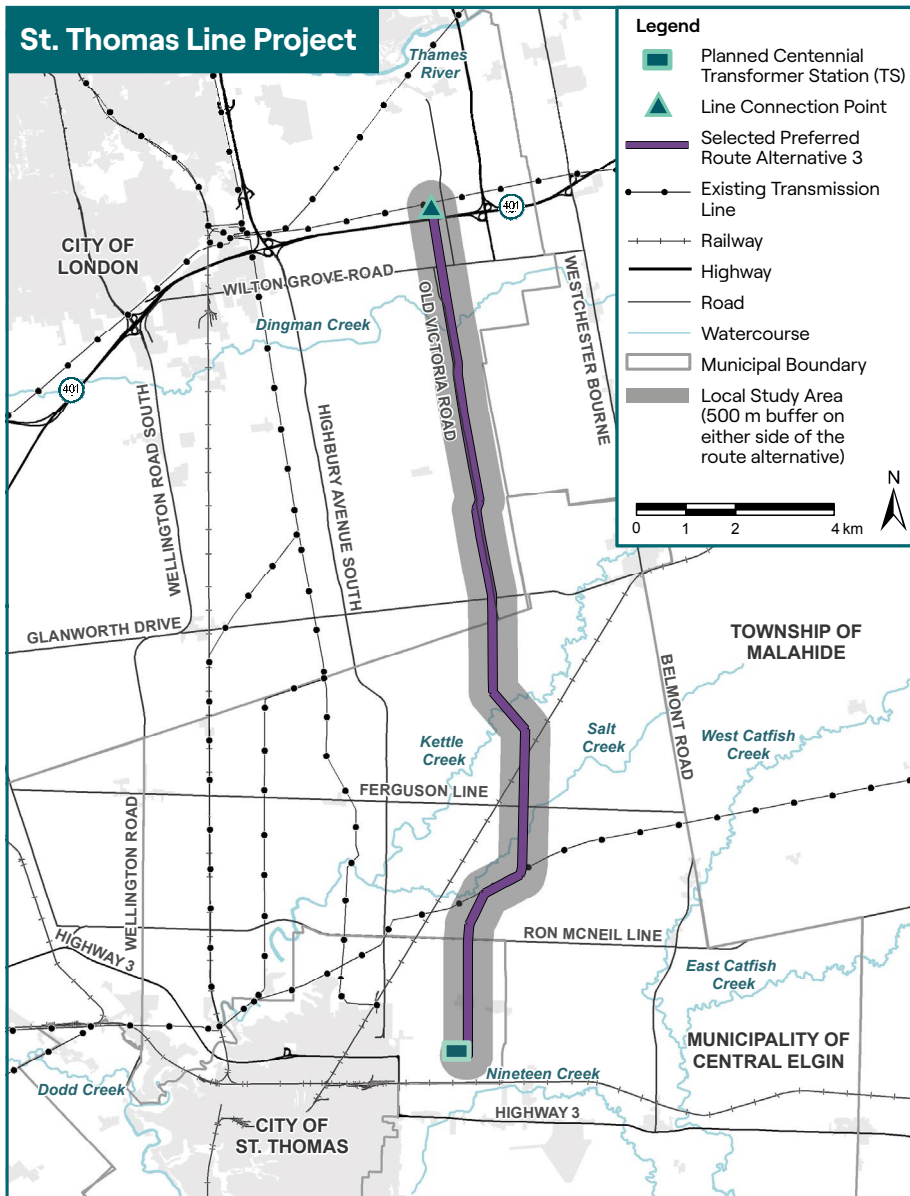 St. Thomas Line Project
Legend
Planned Centennial
Transformer Station (TS)
Line Connection Point
Selected Preferred
Route Alternative 3
Existing Transmission
Line
Railway
Highway
Road
Watercourse
Municipal Boundary
Local Study Area
(500 m buffer on
either side of the
route alternative)
0 1 2 4 km
N
Thames
River
401
CITY OF
LONDON
WILTON GROVE ROAD
WESTCHESTER BOURNE
OLD VICTORIA ROAD
Dingman Creek
401
WELLINGTON ROAD SOUTH
HIGHBURY AVENUE SOUTH
GLANWORTH DRIVE
TOWNSHIP OF
MALAHIDE
BELMONT ROAD
Kettle
Creek
Salt
Creek
West Catfish
Creek
FERGUSON LINE
WELLINGTON ROAD
HIGHWAY 3
RON MCNEIL LINE
East Catfish
Creek
MUNICIPALITY OF
CENTRAL ELGIN
Dodd Creek
Nineteen Creek
HIGHWAY 3
CITY OF
ST. THOMAS